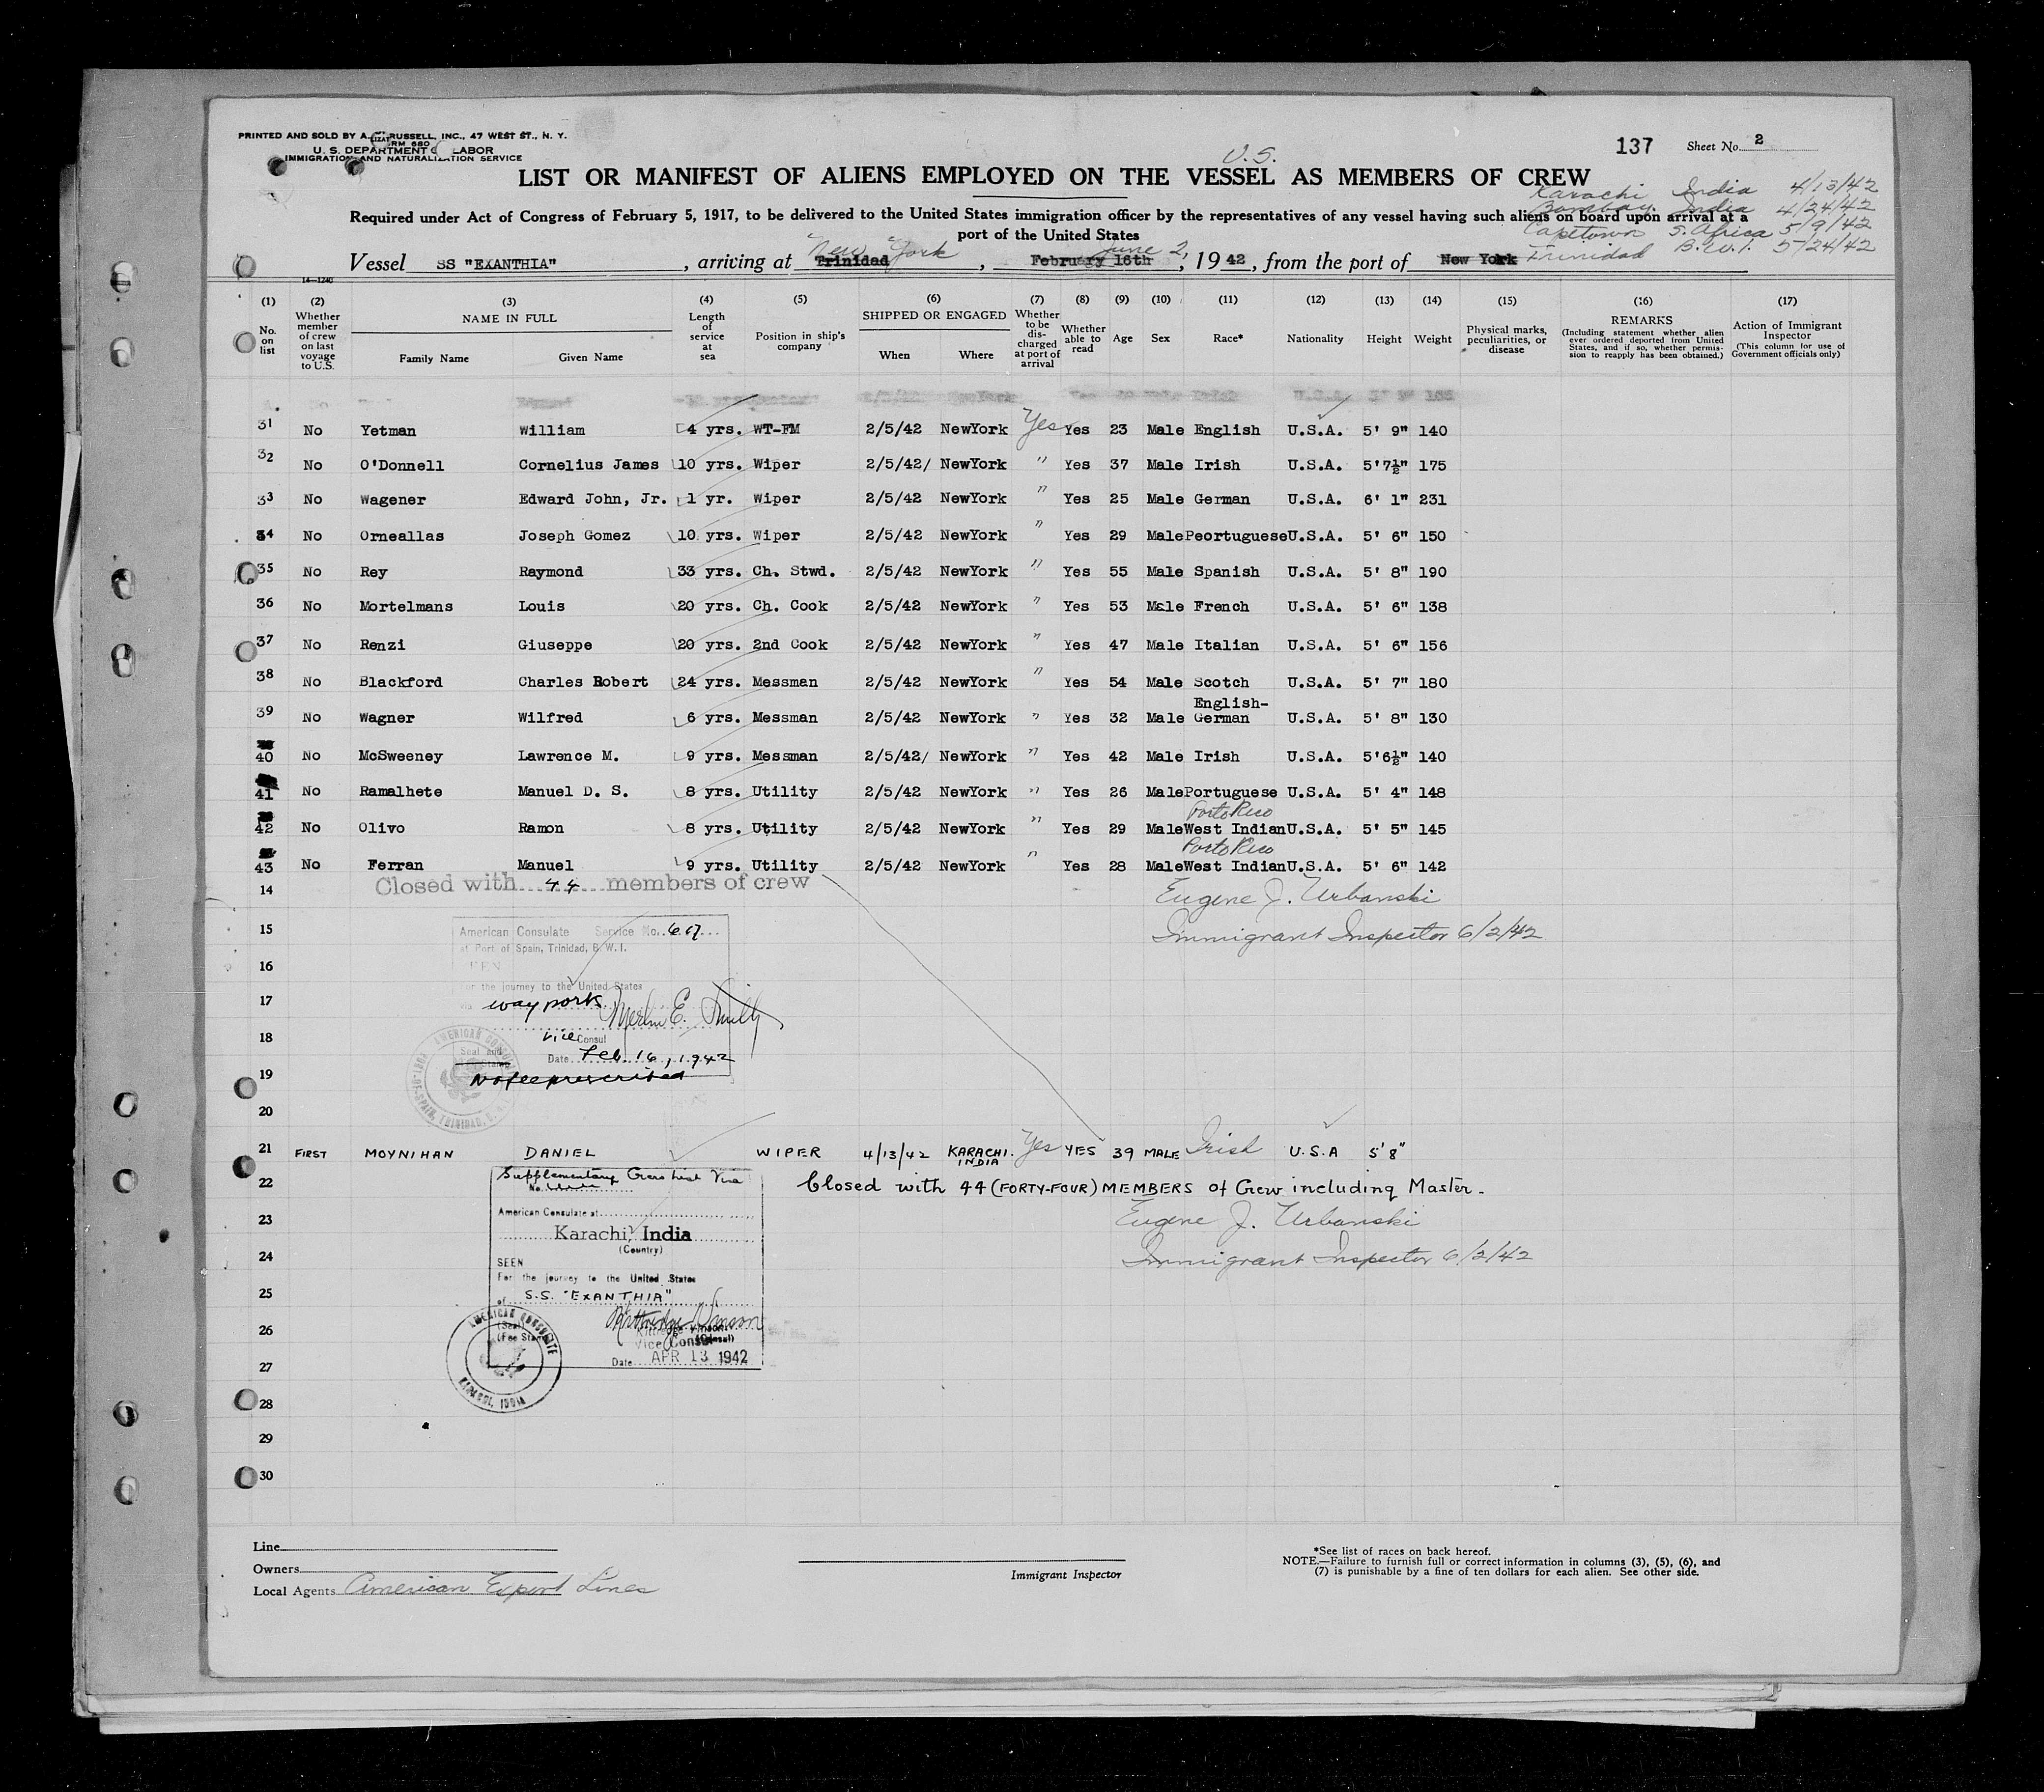 PRINTED AND SOLD BY A. RUSSELL, INC., 47 WEST ST., N. Y.
U. S. DEPARTMENT LABOR
IMMIGRATION AND NATURALIZATION SERVICE
137 Sheet No. 2
U.S.
LIST OR MANIFEST OF ALIENS EMPLOYED ON THE VESSEL AS MEMBERS OF CREW
Karachi India 4/13/42
Required under Act of Congress of February 5, 1917, to be delivered to the United States immigration officer by the representatives of any vessel having such aliens on board upon arrival at a
Bombay India 4/24/42
port of the United States
Capetown S. Africa 5/9/42
New York June 2,
Vessel SS "EXANTHIA", arriving at Trinidad, February 16th, 1942, from the port of New York Trinidad B.W.I. 5/24/42
14-1240
(1) (2) (3) (4) (5) (6) (7) (8) (9) (10) (11) (12) (13) (14) (15) (16) (17)
No. on list
Whether member of crew on last voyage to U.S.
NAME IN FULL
Family Name Given Name
Length of service at sea
Position in ship's company
SHIPPED OR ENGAGED
When Where
Whether to be discharged at port of arrival
Whether able to read
Age Sex Race* Nationality Height Weight
Physical marks, peculiarities, or disease
REMARKS
(Including statement whether alien ever ordered deported from United States, and if so, whether permission to reapply has been obtained.)
Action of Immigrant Inspector
(This column for use of Government officials only)
31 No Yetman William 4 yrs. WT-FM 2/5/42 NewYork Yes Yes 23 Male English U.S.A. 5' 9" 140
32 No O'Donnell Cornelius James 10 yrs. Wiper 2/5/42/ NewYork " Yes 37 Male Irish U.S.A. 5'7½" 175
33 No Wagener Edward John, Jr. 1 yr. Wiper 2/5/42 NewYork " Yes 25 Male German U.S.A. 6' 1" 231
34 No Orneallas Joseph Gomez 10 yrs. Wiper 2/5/42 NewYork " Yes 29 Male Peortuguese U.S.A. 5' 6" 150
35 No Rey Raymond 33 yrs. Ch. Stwd. 2/5/42 NewYork " Yes 55 Male Spanish U.S.A. 5' 8" 190
36 No Mortelmans Louis 20 yrs. Ch. Cook 2/5/42 NewYork " Yes 53 Male French U.S.A. 5' 6" 138
37 No Renzi Giuseppe 20 yrs. 2nd Cook 2/5/42 NewYork " Yes 47 Male Italian U.S.A. 5' 6" 156
38 No Blackford Charles Robert 24 yrs. Messman 2/5/42 NewYork " Yes 54 Male Scotch U.S.A. 5' 7" 180
39 No Wagner Wilfred 6 yrs. Messman 2/5/42 NewYork " Yes 32 Male English-German U.S.A. 5' 8" 130
40 No McSweeney Lawrence M. 9 yrs. Messman 2/5/42/ NewYork " Yes 42 Male Irish U.S.A. 5'6½" 140
41 No Ramalhete Manuel D. S. 8 yrs. Utility 2/5/42 NewYork " Yes 26 Male Portuguese U.S.A. 5' 4" 148
Porto Rico
42 No Olivo Ramon 8 yrs. Utility 2/5/42 NewYork " Yes 29 Male West Indian U.S.A. 5' 5" 145
Porto Rico
43 No Ferran Manuel 9 yrs. Utility 2/5/42 NewYork " Yes 28 Male West Indian U.S.A. 5' 6" 142
14 Closed with 44 members of crew Eugene J. Urbanski
15 American Consulate Service No. 617 Immigrant Inspector 6/2/42
at Port of Spain, Trinidad, B.W.I.
16
For the journey to the United States
17 way ports Merlin E. Smith
18 Vice Consul
Seal and Date Feb. 16, 1942
19 No fee prescribed
AMERICAN CONSULATE PORT-OF-SPAIN, TRINIDAD
20
21 FIRST MOYNIHAN DANIEL WIPER 4/13/42 KARACHI. INDIA Yes YES 39 MALE Irish U.S.A 5'8"
22 Supplementary Crew List Visa Closed with 44 (FORTY-FOUR) MEMBERS of Crew including Master.
No.
American Consulate at
23 Karachi, India Eugene J. Urbanski
(Country)
24 SEEN Immigrant Inspector 6/2/42
For the journey to the United States
25 of S.S. "EXANTHIA"
26 (Seal)
(Fee Stamp)
Vice Consul (Consul)
27 Date APR 13 1942
AMERICAN CONSULATE KARACHI, INDIA
28
29
30
Line
Owners
Local Agents American Export Lines
Immigrant Inspector
*See list of races on back hereof.
NOTE.—Failure to furnish full or correct information in columns (3), (5), (6), and
(7) is punishable by a fine of ten dollars for each alien. See other side.